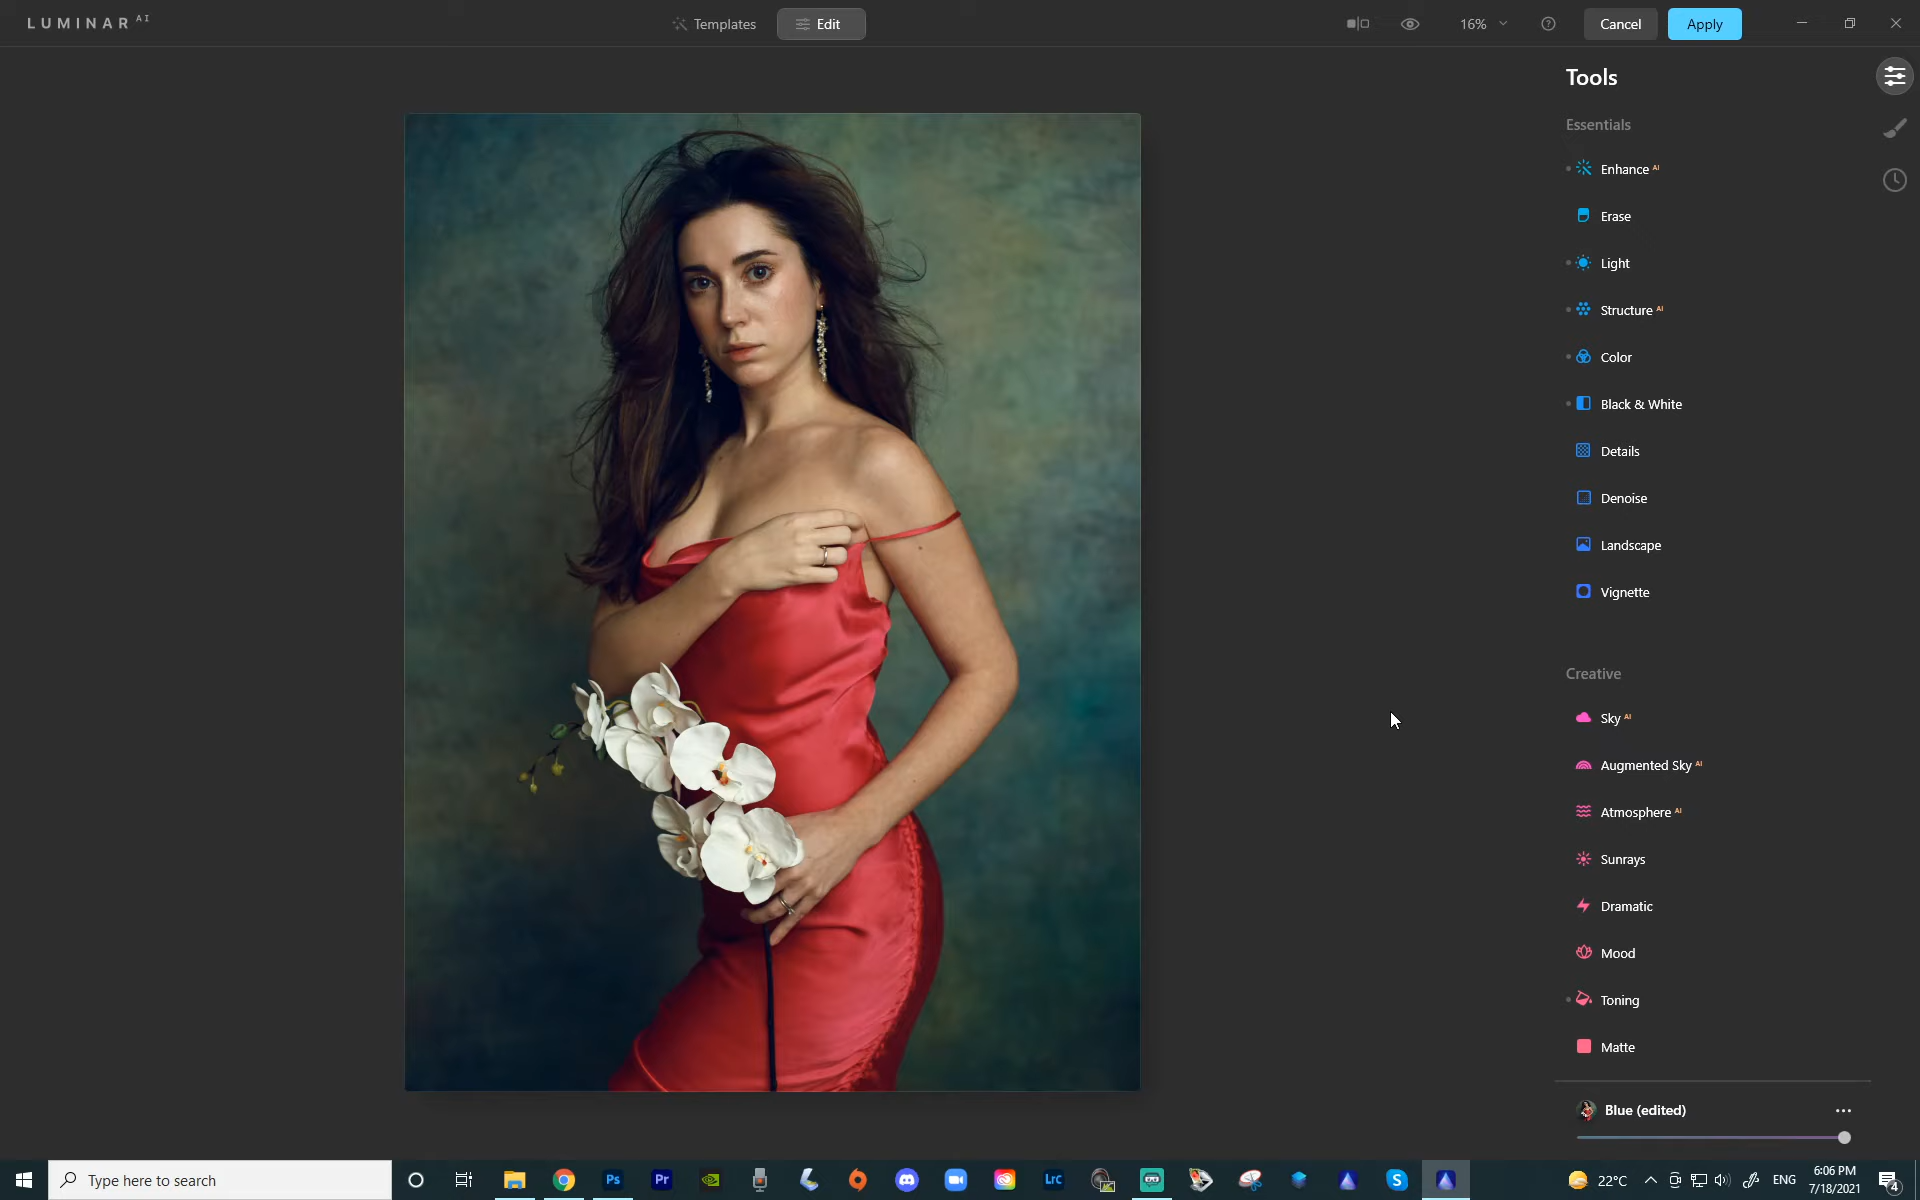 LUMINAR AI
Templates
Edit
16%
Cancel
Apply
Tools
Essentials
Enhance AI
Erase
Light
Structure AI
Color
Black & White
Details
Denoise
Landscape
Vignette
Creative
Sky AI
Augmented Sky AI
Atmosphere AI
Sunrays
Dramatic
Mood
Toning
Matte
Blue (edited)
Type here to search
Ps
Pr
Lrc
S
22°C
ENG
6:06 PM
7/18/2021
4